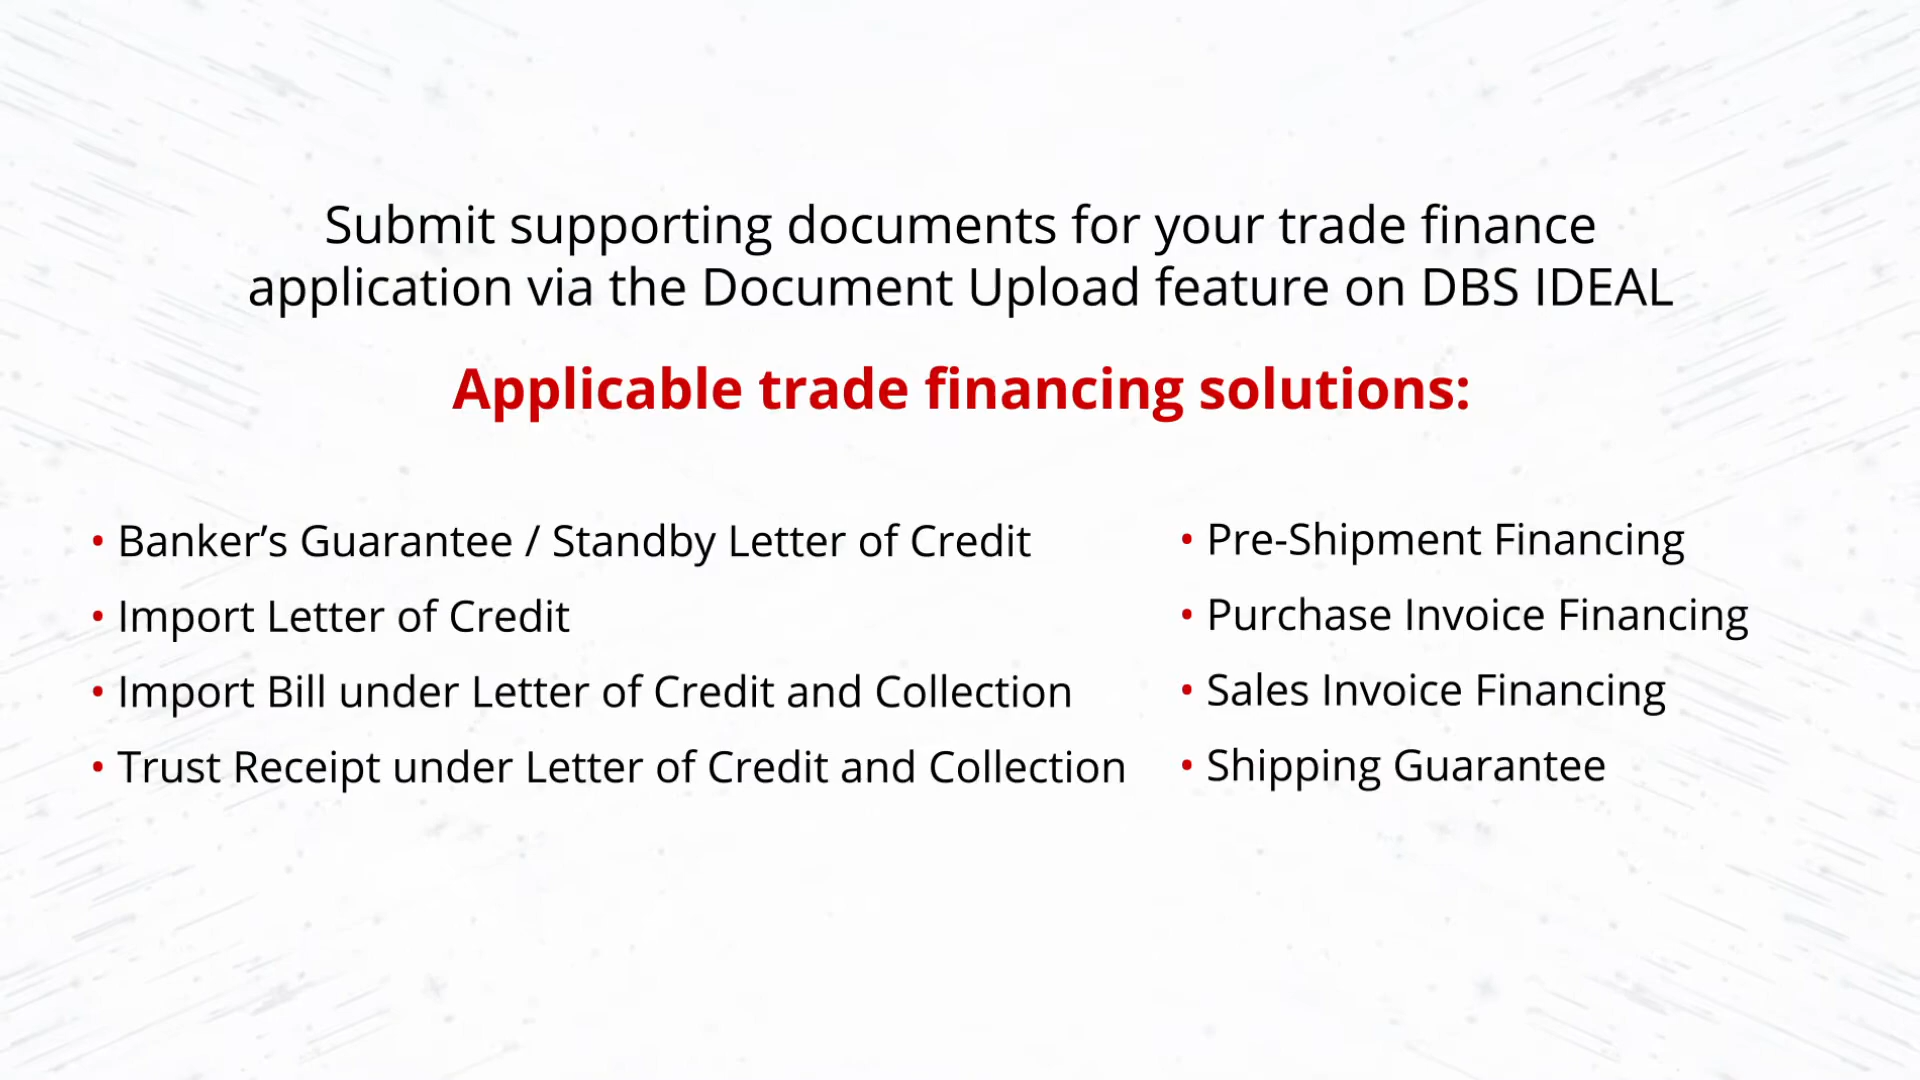 Submit supporting documents for your trade finance
application via the Document Upload feature on DBS IDEAL
Applicable trade financing solutions:
• Banker’s Guarantee / Standby Letter of Credit
• Import Letter of Credit
• Import Bill under Letter of Credit and Collection
• Trust Receipt under Letter of Credit and Collection
• Pre-Shipment Financing
• Purchase Invoice Financing
• Sales Invoice Financing
• Shipping Guarantee